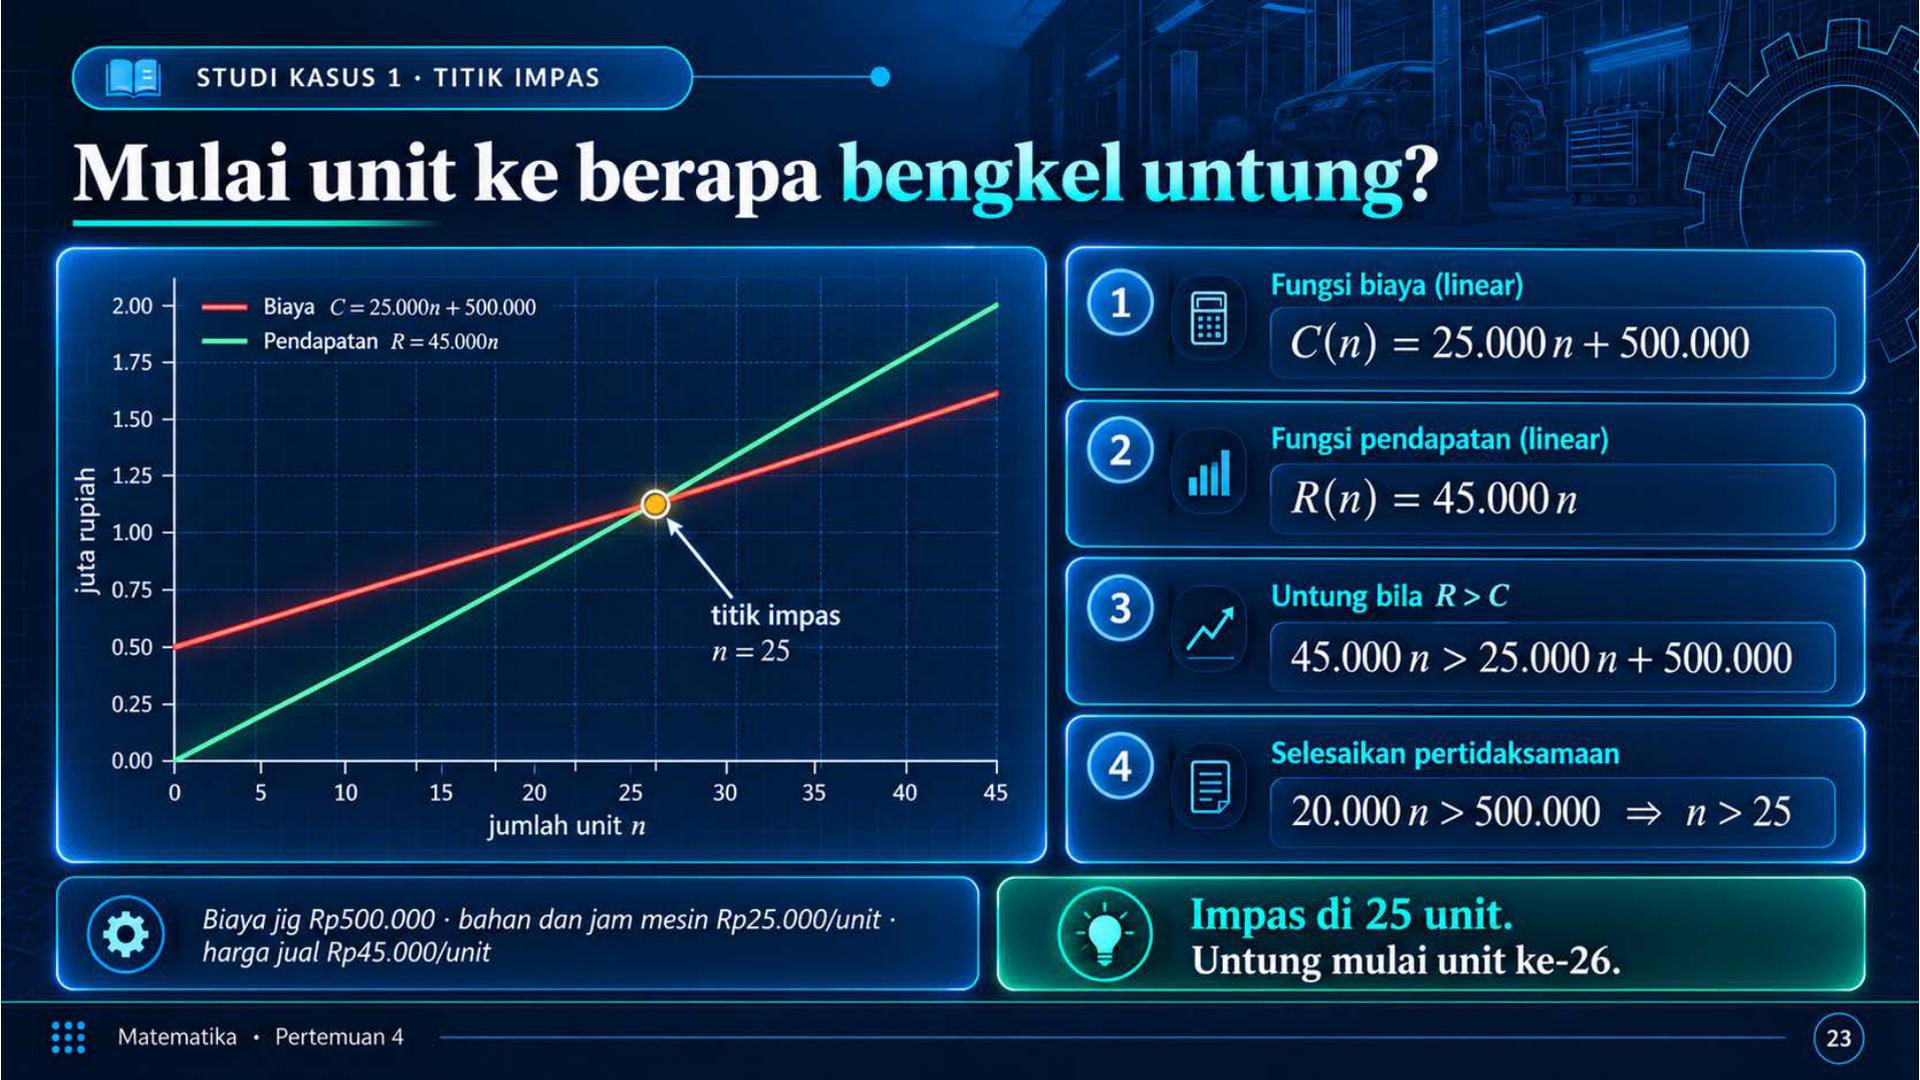 STUDI KASUS 1 · TITIK IMPAS
Mulai unit ke berapa bengkel untung?
Biaya C = 25.000n + 500.000
Pendapatan R = 45.000n
2.00
1.75
1.50
1.25
1.00
0.75
0.50
0.25
0.00
juta rupiah
titik impas
n = 25
0 5 10 15 20 25 30 35 40 45
jumlah unit n
1
Fungsi biaya (linear)
C(n) = 25.000 n + 500.000
2
Fungsi pendapatan (linear)
R(n) = 45.000 n
3
Untung bila R > C
45.000 n > 25.000 n + 500.000
4
Selesaikan pertidaksamaan
20.000 n > 500.000 ⇒ n > 25
Biaya jig Rp500.000 · bahan dan jam mesin Rp25.000/unit ·
harga jual Rp45.000/unit
Impas di 25 unit.
Untung mulai unit ke-26.
Matematika • Pertemuan 4
23